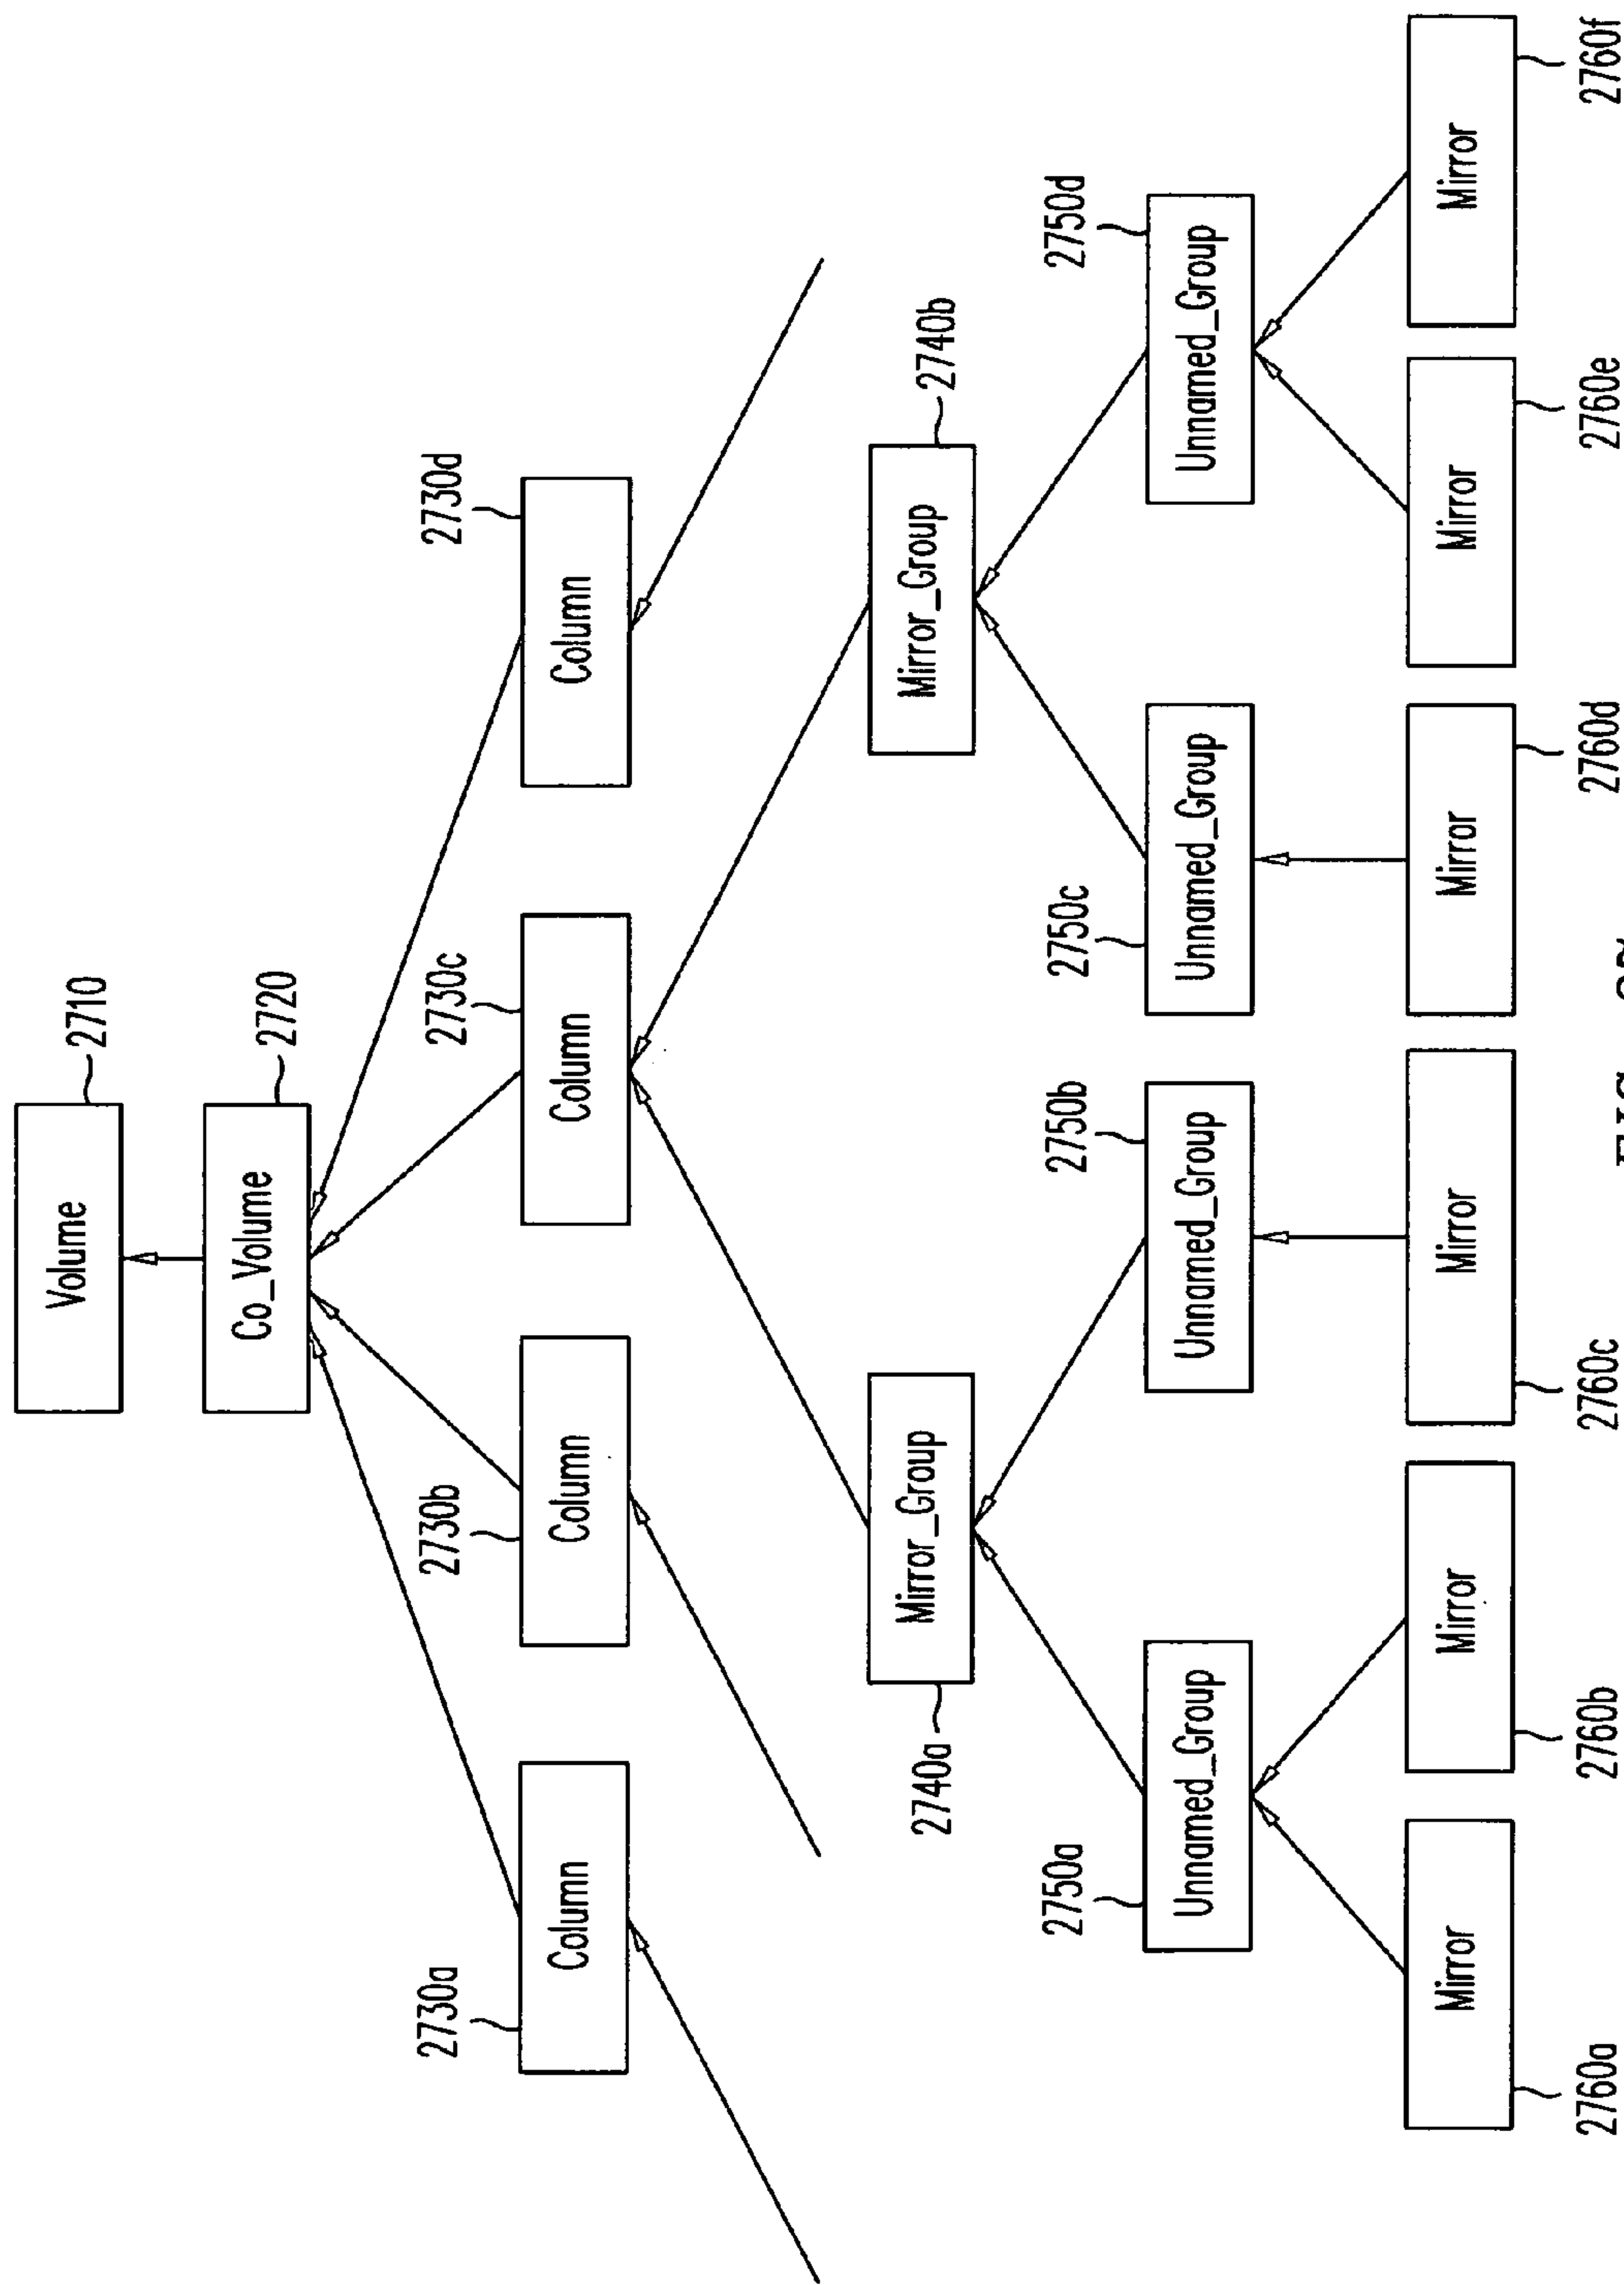 Volume
2710
Co_Volume
2720
2730a
Column
2730b
Column
2730c
Column
2730d
Column
2740a
Mirror_Group
Mirror_Group
2740b
2750a
Unnamed_Group
2750b
Unnamed_Group
2750c
Unnamed_Group
2750d
Unnamed_Group
Mirror
Mirror
Mirror
Mirror
Mirror
Mirror
2760a
2760b
2760c
2760d
2760e
2760f